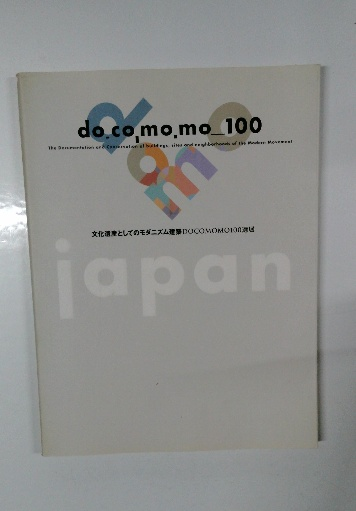 do_co,mo.mo_100
The Documentation and Conservation of buildings, sites and neighborhoods of the Modern Movement
文化遺産としてのモダニズム建築DOCOMOMO100選展
japan